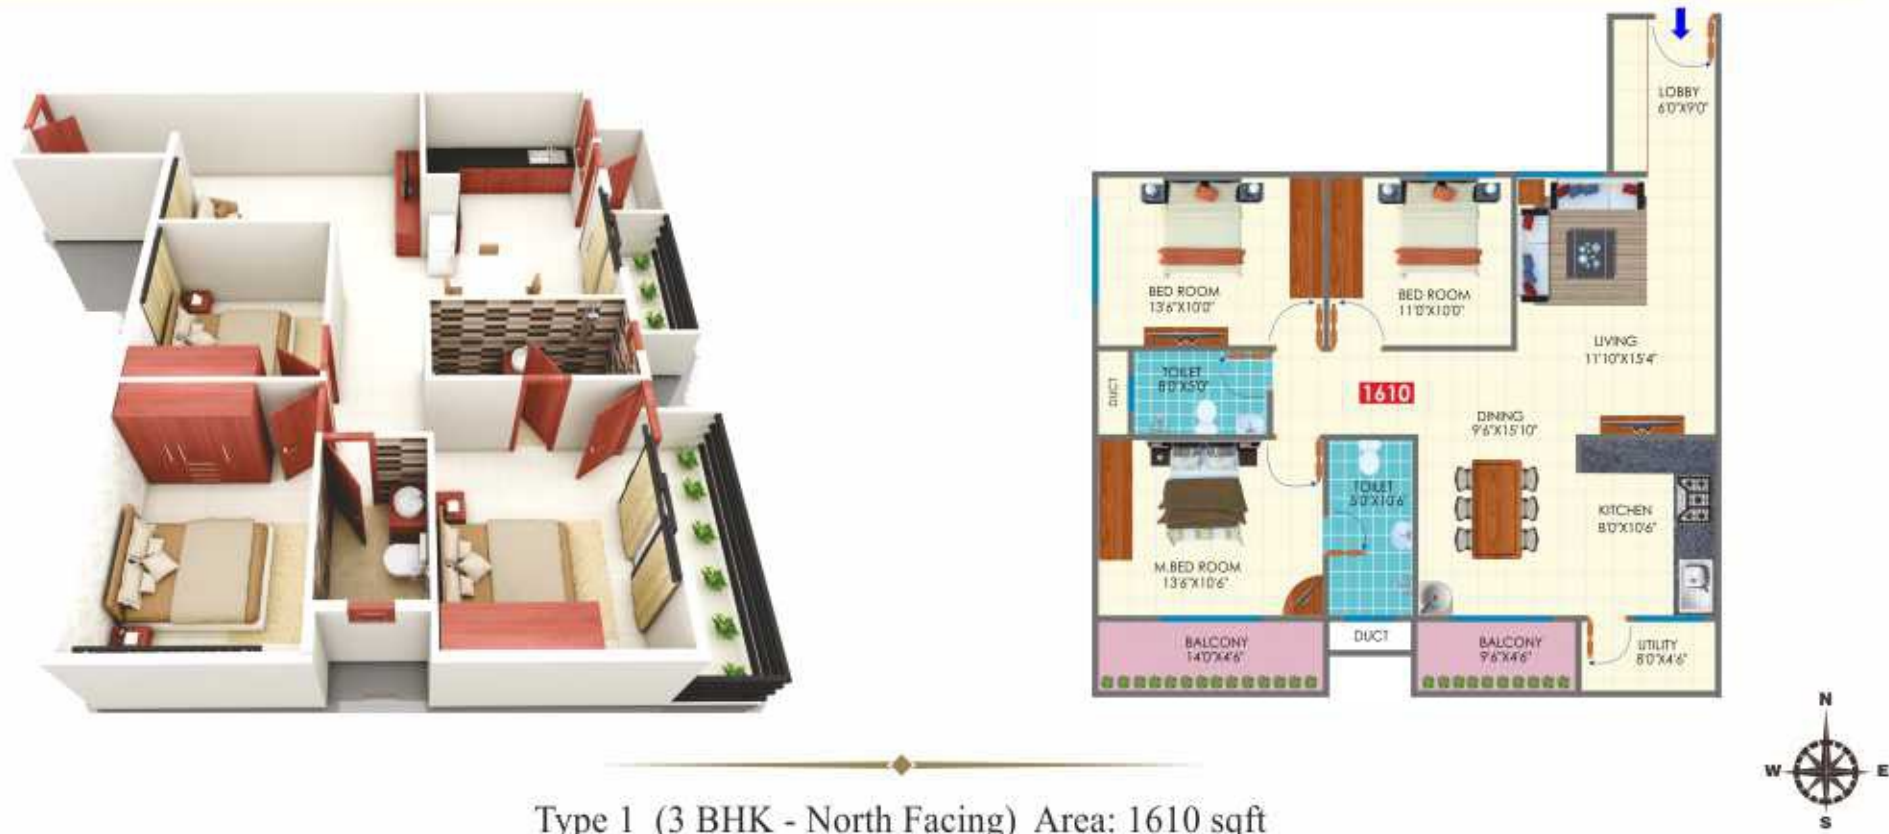 LOBBY
6'0"X9'0"
BED ROOM
13'6"X10'0"
BED ROOM
11'0"X10'0"
LIVING
11'10"X15'4"
DUCT
TOILET
8'0"X5'0"
1610
DINING
9'6"X15'10"
TOILET
5'0"X10'6
KITCHEN
8'0"X10'6"
M.BED ROOM
13'6"X10'6"
BALCONY
14'0"X4'6"
DUCT
BALCONY
9'6"X4'6"
UTILITY
8'0"X4'6"
N
W
E
S
Type 1 (3 BHK - North Facing) Area: 1610 sqft